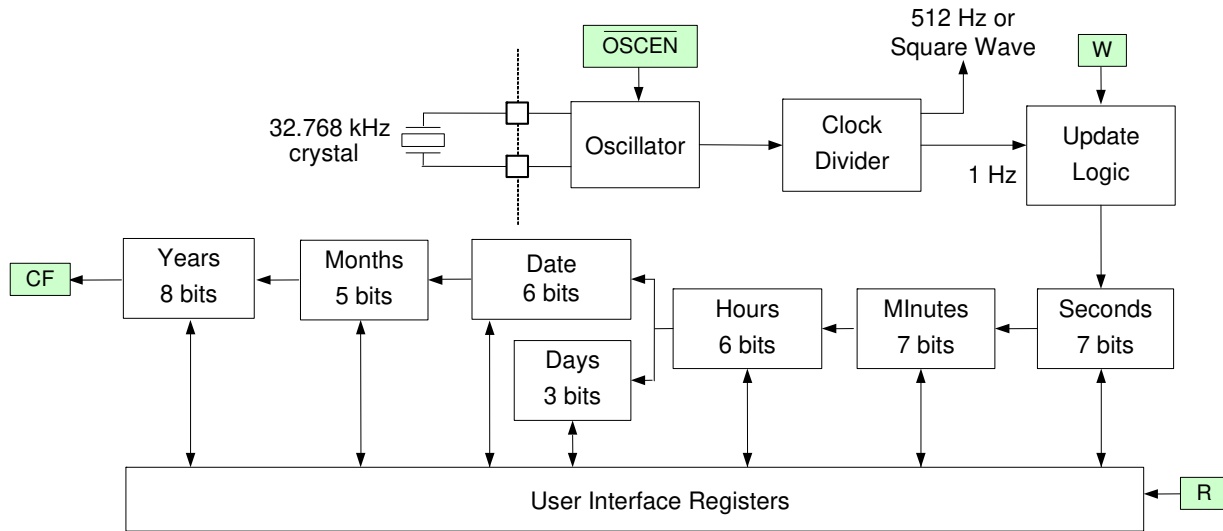 512 Hz or
Square Wave
OSCEN
W
32.768 kHz
crystal
Oscillator
Clock
Divider
1 Hz
Update
Logic
CF
Years
8 bits
Months
5 bits
Date
6 bits
Days
3 bits
Hours
6 bits
MInutes
7 bits
Seconds
7 bits
User Interface Registers
R